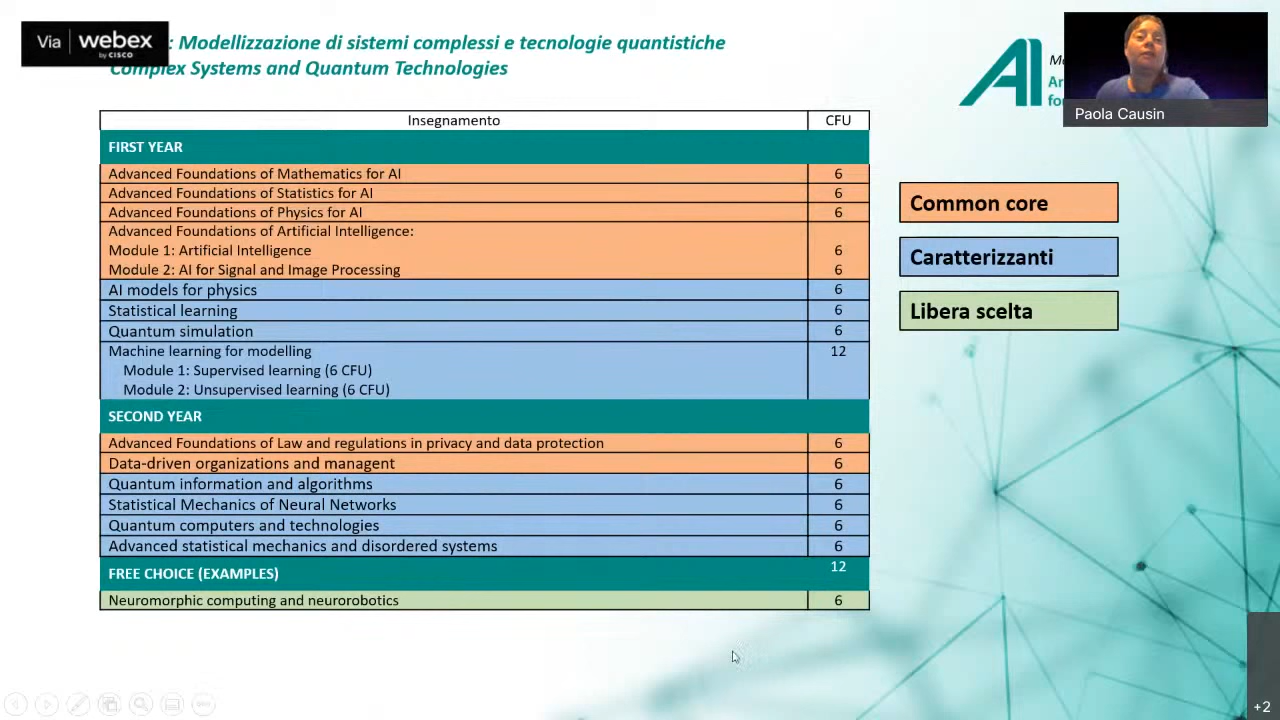 Via webex
by CISCO
: Modellizzazione di sistemi complessi e tecnologie quantistiche
Complex Systems and Quantum Technologies
AI
Paola Causin
Insegnamento CFU
FIRST YEAR
Advanced Foundations of Mathematics for AI 6
Advanced Foundations of Statistics for AI 6
Advanced Foundations of Physics for AI 6
Advanced Foundations of Artificial Intelligence:
Module 1: Artificial Intelligence 6
Module 2: AI for Signal and Image Processing 6
AI models for physics 6
Statistical learning 6
Quantum simulation 6
Machine learning for modelling 12
Module 1: Supervised learning (6 CFU)
Module 2: Unsupervised learning (6 CFU)
SECOND YEAR
Advanced Foundations of Law and regulations in privacy and data protection 6
Data-driven organizations and managent 6
Quantum information and algorithms 6
Statistical Mechanics of Neural Networks 6
Quantum computers and technologies 6
Advanced statistical mechanics and disordered systems 6
FREE CHOICE (EXAMPLES) 12
Neuromorphic computing and neurorobotics 6
Common core
Caratterizzanti
Libera scelta
+2